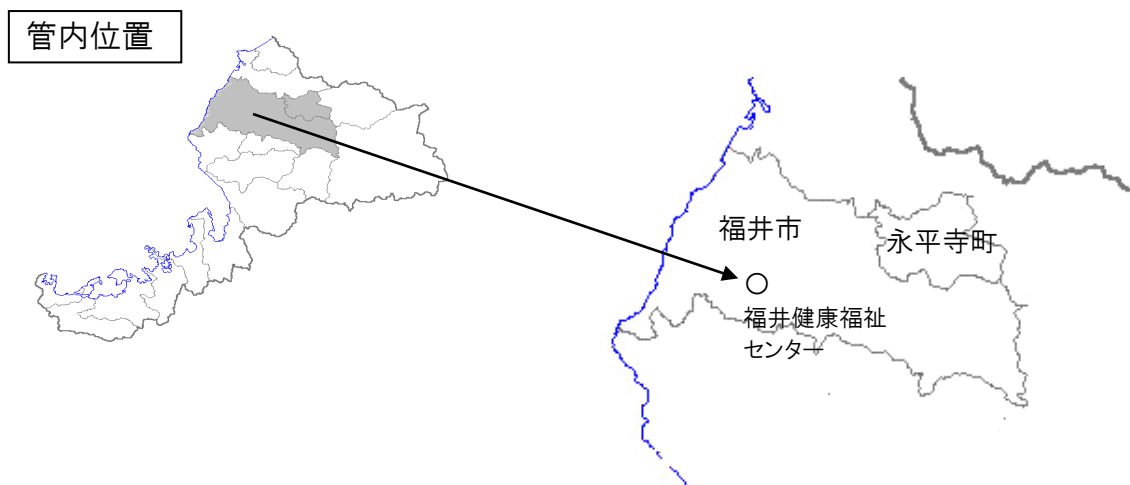 管内位置
福井市
永平寺町
福井健康福祉
センター